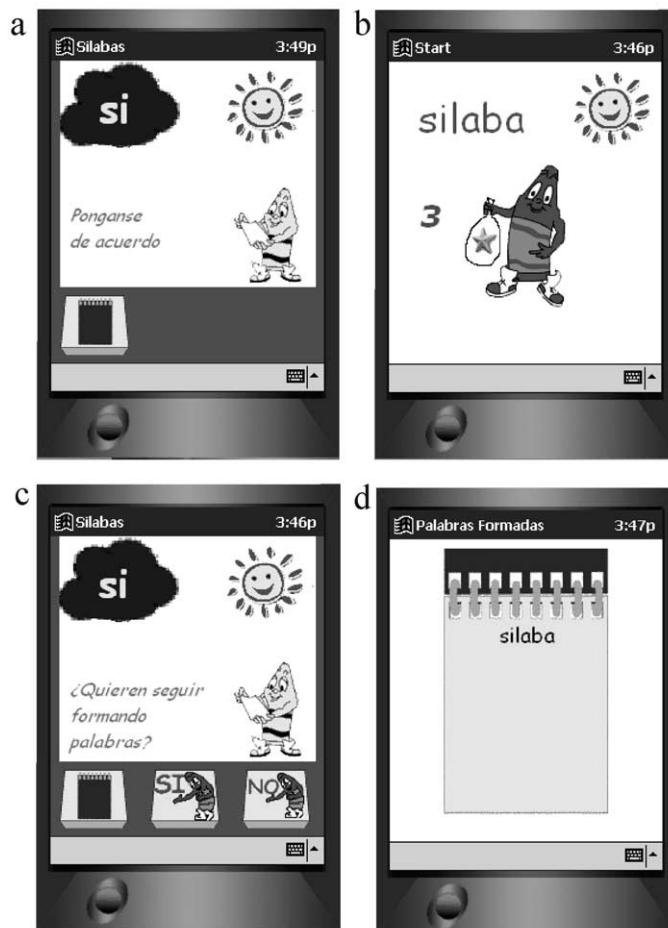 a
Silabas 3:49p
si
Ponganse
de acuerdo
b
Start 3:46p
silaba
3
c
Silabas 3:46p
si
¿Quieren seguir
formando
palabras?
SI NO
d
Palabras Formadas 3:47p
silaba